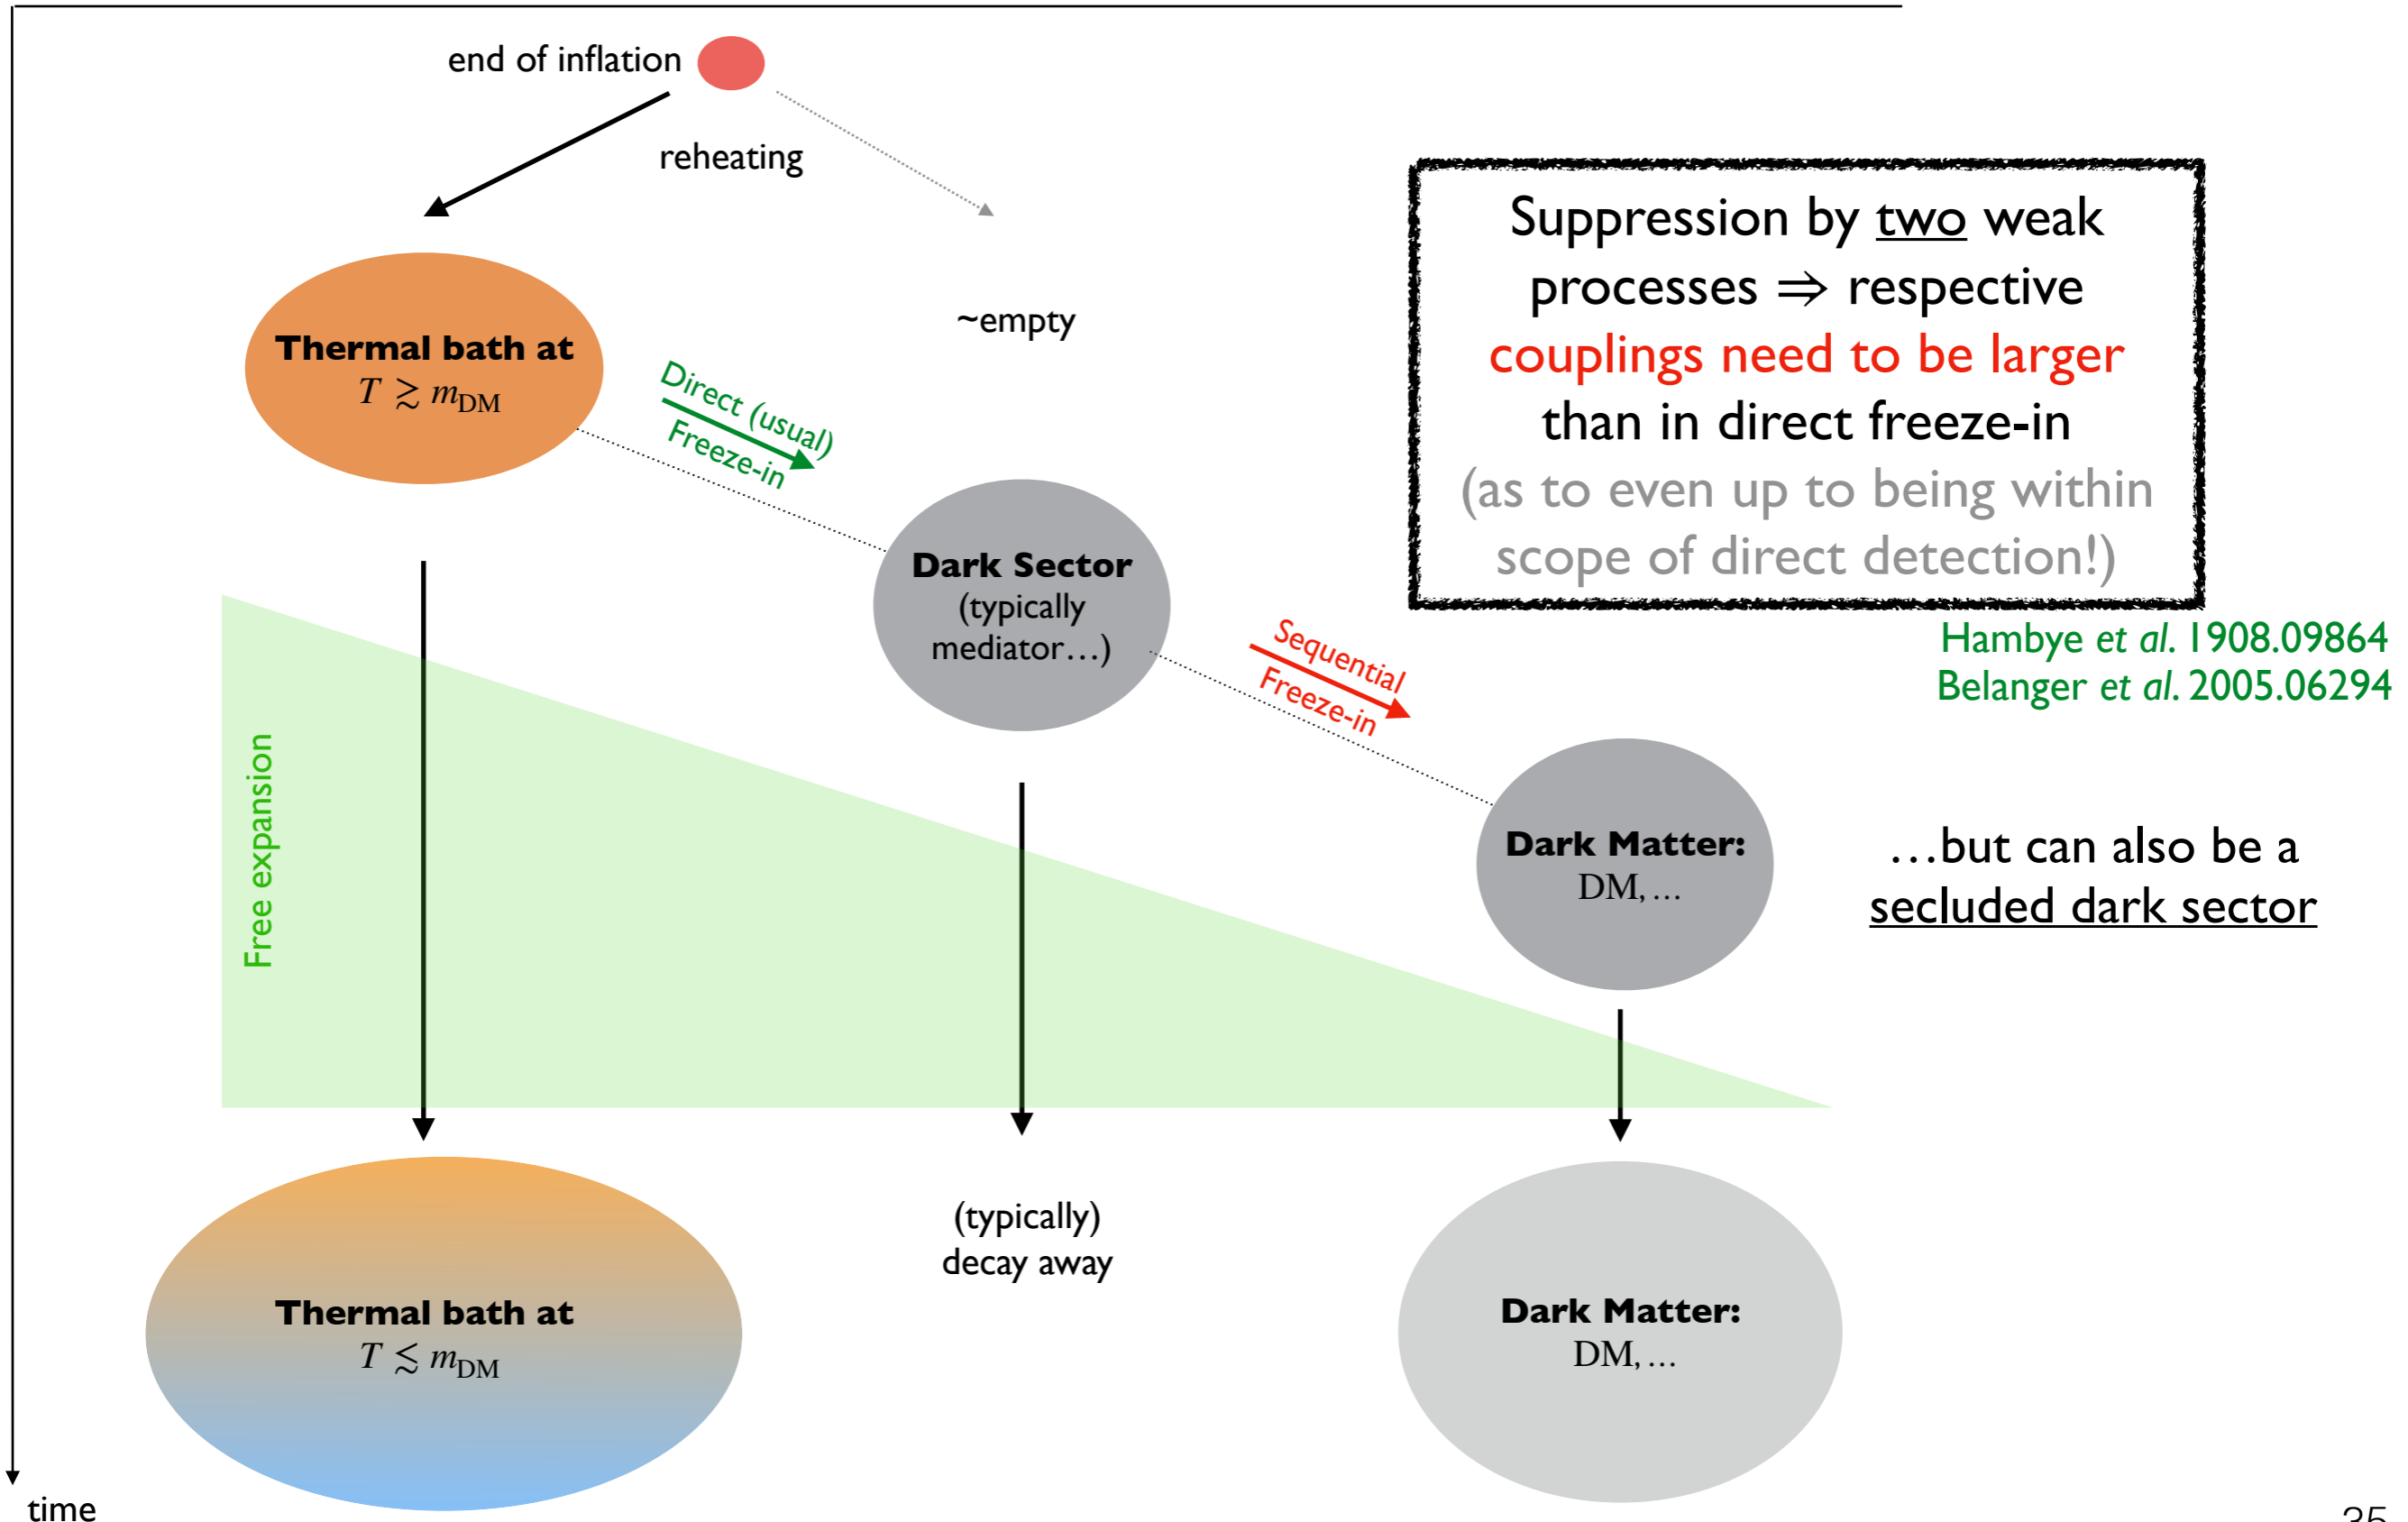 end of inflation
reheating
Thermal bath at
T ≳ m_DM
~empty
Direct (usual)
Freeze-in
Dark Sector
(typically
mediator…)
Sequential
Freeze-in
Suppression by two weak
processes ⇒ respective
couplings need to be larger
than in direct freeze-in
(as to even up to being within
scope of direct detection!)
Hambye et al. 1908.09864
Belanger et al. 2005.06294
Free expansion
Dark Matter:
DM, …
…but can also be a
secluded dark sector
(typically)
decay away
Thermal bath at
T ≲ m_DM
Dark Matter:
DM, …
time
35